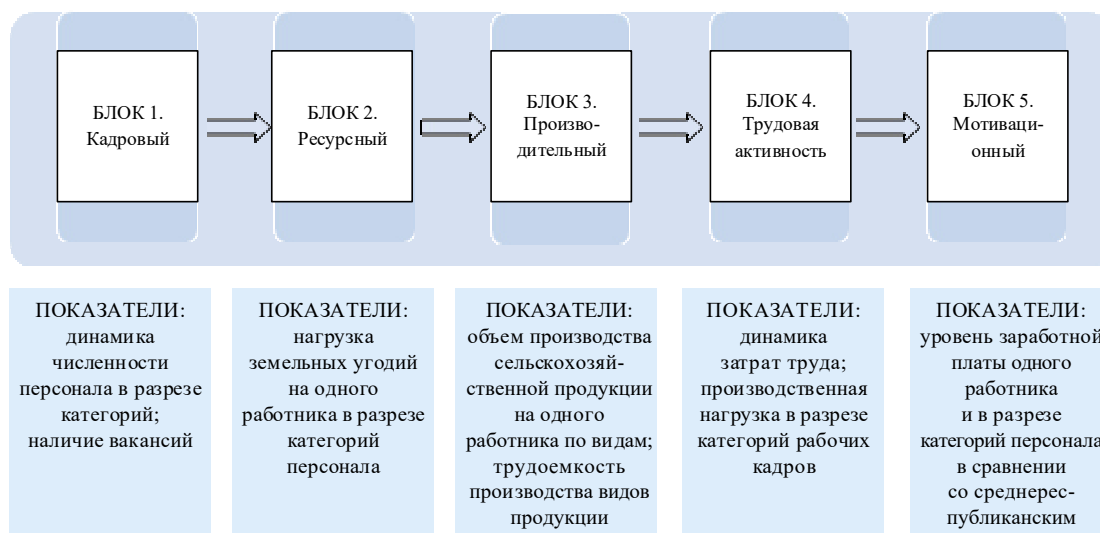 БЛОК 1.
Кадровый
БЛОК 2.
Ресурсный
БЛОК 3.
Произво-
дительный
БЛОК 4.
Трудовая
активность
БЛОК 5.
Мотиваци-
онный
ПОКАЗАТЕЛИ:
динамика
численности
персонала в разрезе
категорий;
наличие вакансий
ПОКАЗАТЕЛИ:
нагрузка
земельных угодий
на одного
работника в разрезе
категорий
персонала
ПОКАЗАТЕЛИ:
объем производства
сельскохозяй-
ственной продукции
на одного
работника по видам;
трудоемкость
производства видов
продукции
ПОКАЗАТЕЛИ:
динамика
затрат труда;
производственная
нагрузка в разрезе
категорий рабочих
кадров
ПОКАЗАТЕЛИ:
уровень заработной
платы одного
работника
и в разрезе
категорий персонала
в сравнении
со среднерес-
публиканским